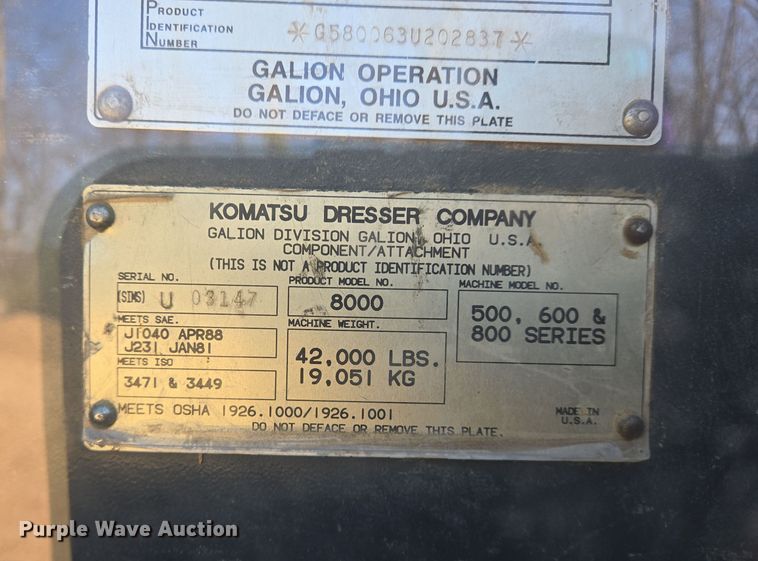 PRODUCT
IDENTIFICATION
NUMBER
*G580063U202837*
GALION OPERATION
GALION, OHIO U.S.A.
DO NOT DEFACE OR REMOVE THIS PLATE
KOMATSU DRESSER COMPANY
GALION DIVISION GALION, OHIO U.S.A.
COMPONENT/ATTACHMENT
(THIS IS NOT A PRODUCT IDENTIFICATION NUMBER)
SERIAL NO.
(SIMS) U 03147
PRODUCT MODEL NO.
8000
MACHINE MODEL NO.
500, 600 &
800 SERIES
MEETS SAE.
J1040 APR88
J231 JAN81
MACHINE WEIGHT.
42,000 LBS.
19,051 KG
MEETS ISO
3471 & 3449
MEETS OSHA 1926.1000/1926.1001
MADE IN
U.S.A.
DO NOT DEFACE OR REMOVE THIS PLATE.
Purple Wave Auction